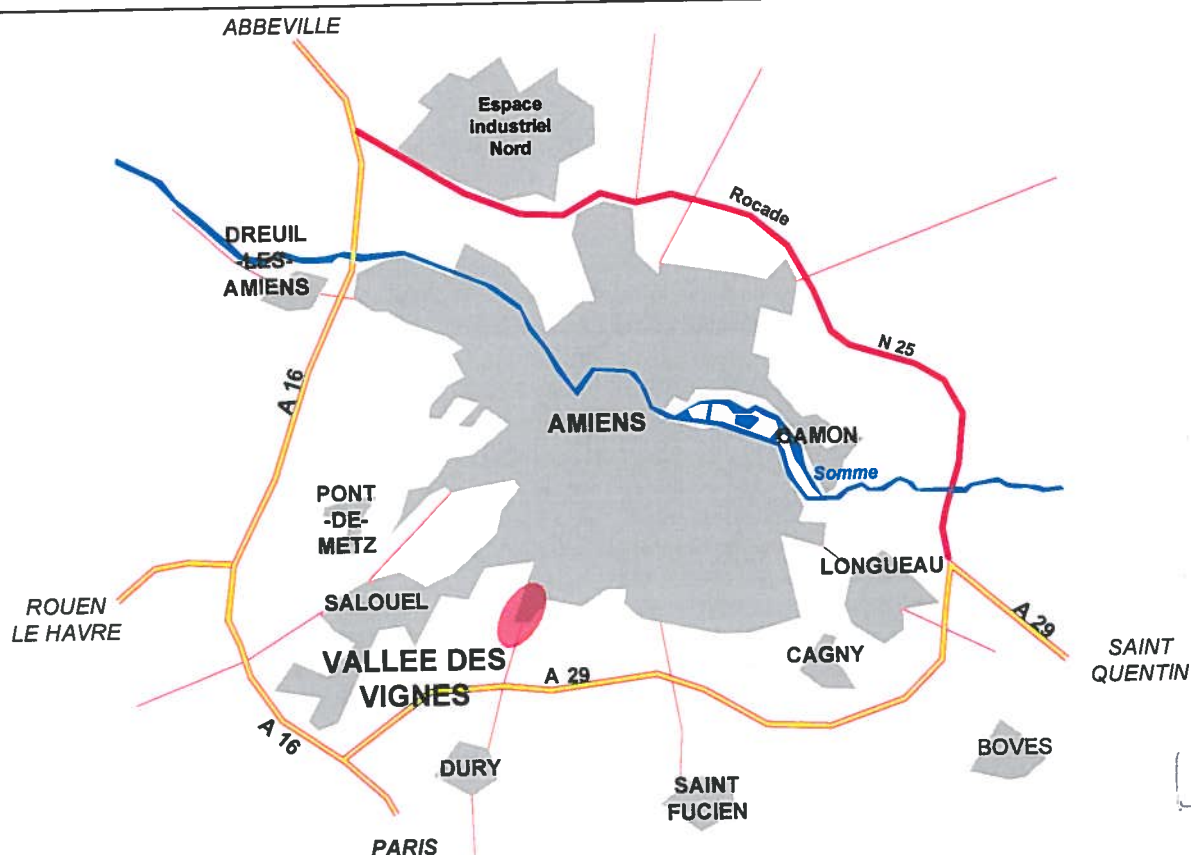 ABBEVILLE
Espace
industriel
Nord
Rocade
DREUIL
-LES-
AMIENS
N 25
A 16
AMIENS
CAMON
Somme
PONT
-DE-
METZ
LONGUEAU
SALOUEL
ROUEN
LE HAVRE
A 29
SAINT
QUENTIN
CAGNY
VALLEE DES
VIGNES
A 29
A 16
BOVES
DURY
SAINT
FUCIEN
PARIS